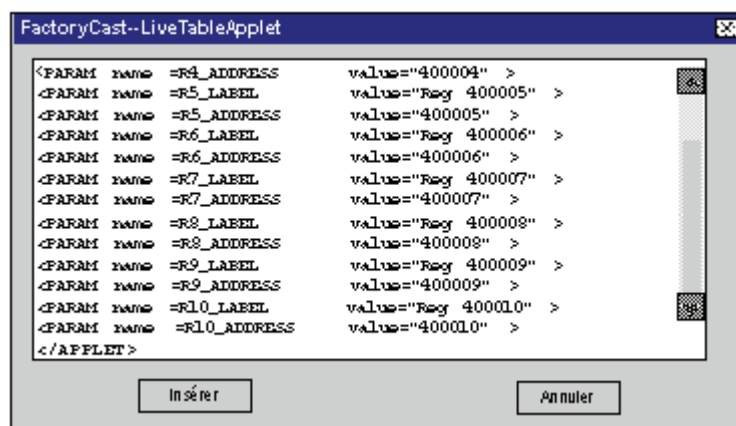 FactoryCast--LiveTableApplet
<PARAM name =R4_ADDRESS value="400004" >
<PARAM name =R5_LABEL value="Reg 400005" >
<PARAM name =R5_ADDRESS value="400005" >
<PARAM name =R6_LABEL value="Reg 400006" >
<PARAM name =R6_ADDRESS value="400006" >
<PARAM name =R7_LABEL value="Reg 400007" >
<PARAM name =R7_ADDRESS value="400007" >
<PARAM name =R8_LABEL value="Reg 400008" >
<PARAM name =R8_ADDRESS value="400008" >
<PARAM name =R9_LABEL value="Reg 400009" >
<PARAM name =R9_ADDRESS value="400009" >
<PARAM name =R10_LABEL value="Reg 400010" >
<PARAM name =R10_ADDRESS value="400010" >
</APPLET>
Insérer Annuler